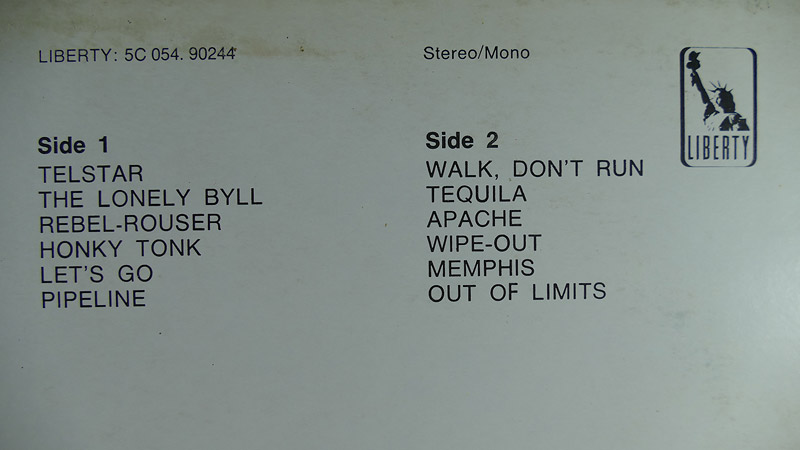 LIBERTY: 5C 054. 90244
Stereo/Mono
LIBERTY
Side 1
TELSTAR
THE LONELY BYLL
REBEL-ROUSER
HONKY TONK
LET'S GO
PIPELINE
Side 2
WALK, DON'T RUN
TEQUILA
APACHE
WIPE-OUT
MEMPHIS
OUT OF LIMITS